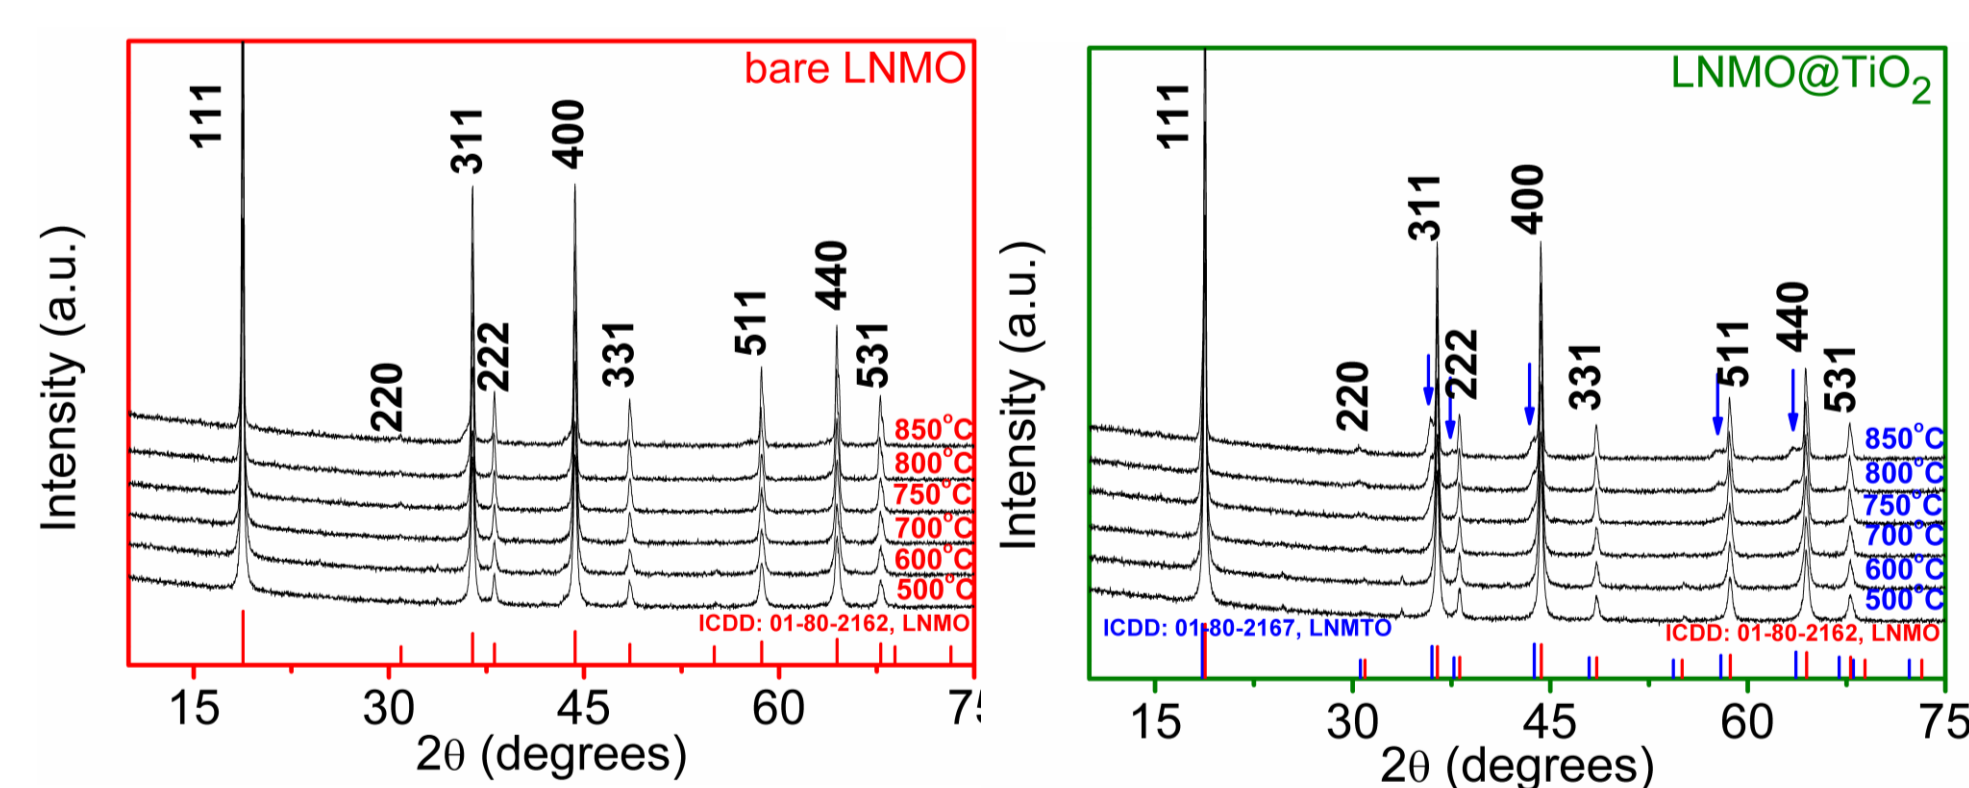 bare LNMO
111
220
311
222
400
331
511
440
531
850°C
800°C
750°C
700°C
600°C
500°C
ICDD: 01-80-2162, LNMO
15
30
45
60
Intensity (a.u.)
2θ (degrees)
LNMO@TiO₂
111
220
311
222
400
331
511
440
531
850°C
800°C
750°C
700°C
600°C
500°C
ICDD: 01-80-2167, LNMTO
ICDD: 01-80-2162, LNMO
15
30
45
60
75
Intensity (a.u.)
2θ (degrees)